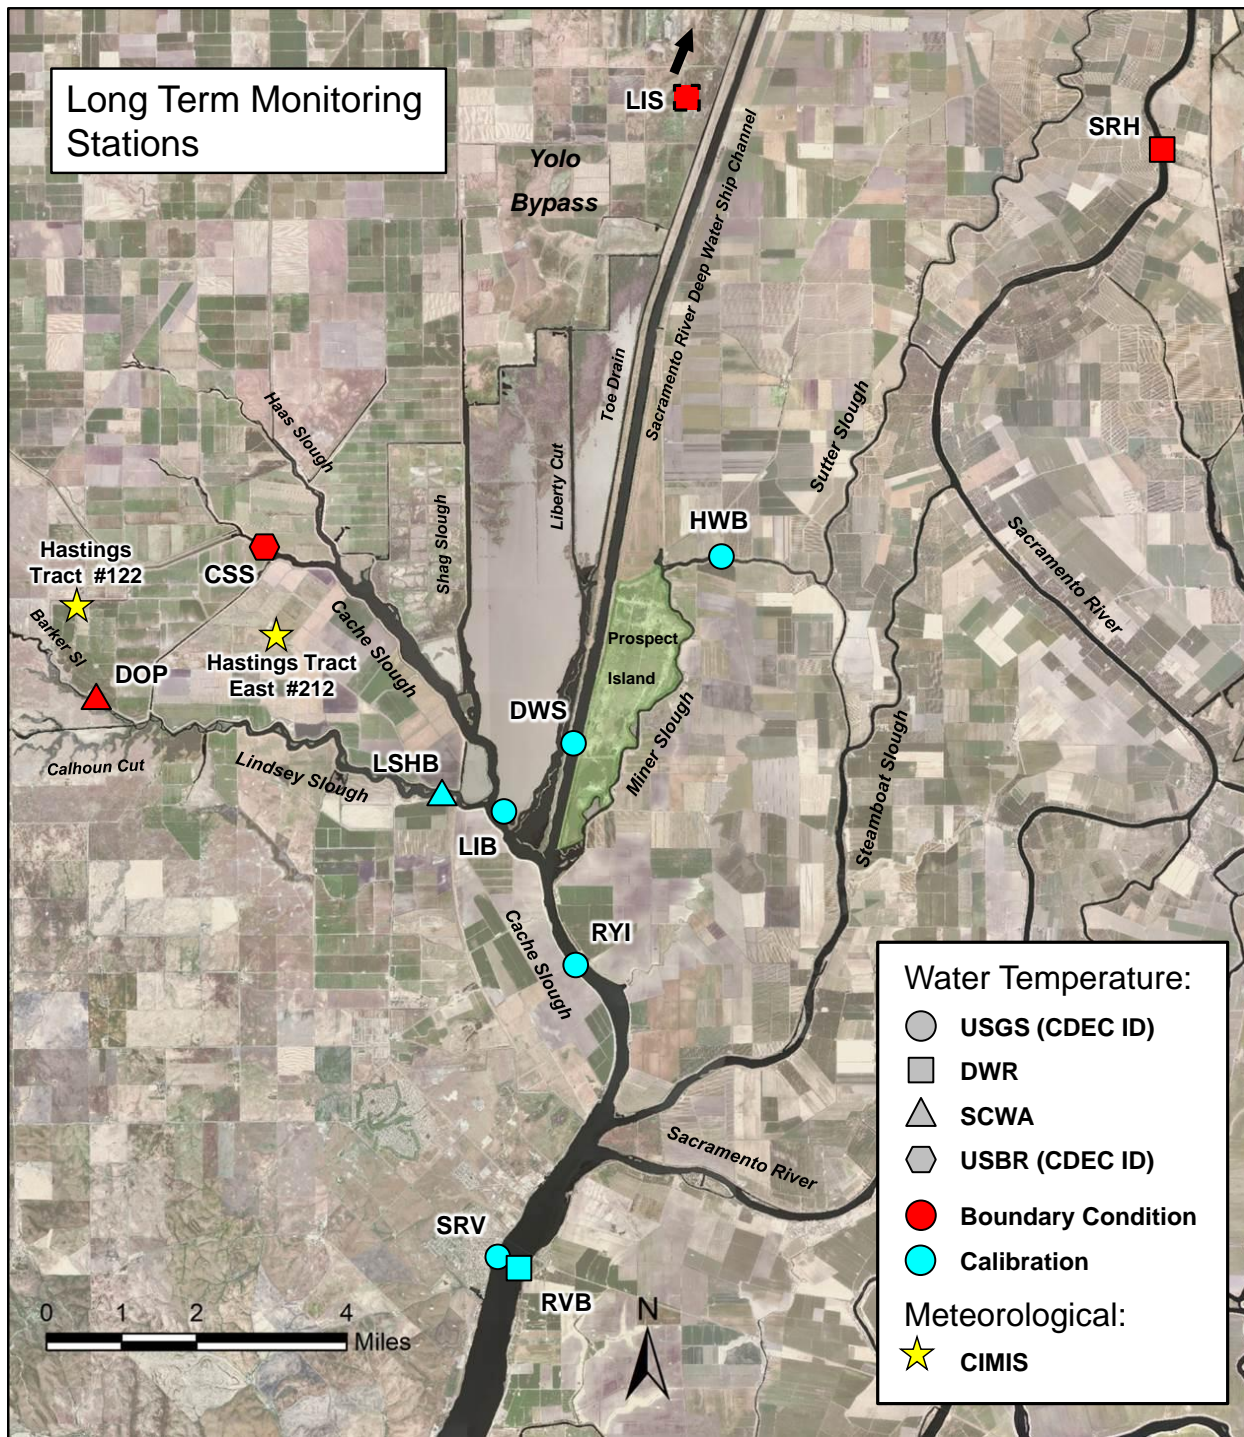 Long Term Monitoring
Stations
LIS
SRH
Yolo
Bypass
Sacramento River Deep Water Ship Channel
Toe Drain
Haas Slough
Sutter Slough
Liberty Cut
Shag Slough
HWB
Hastings
Tract #122
CSS
Sacramento River
Barker Sl
Cache Slough
Prospect
Island
Hastings Tract
East #212
DOP
DWS
Miner Slough
Calhoun Cut
Lindsey Slough
LSHB
Steamboat Slough
LIB
Cache Slough
RYI
Sacramento River
SRV
RVB
0 1 2 4
Miles
N
Water Temperature:
USGS (CDEC ID)
DWR
SCWA
USBR (CDEC ID)
Boundary Condition
Calibration
Meteorological:
CIMIS